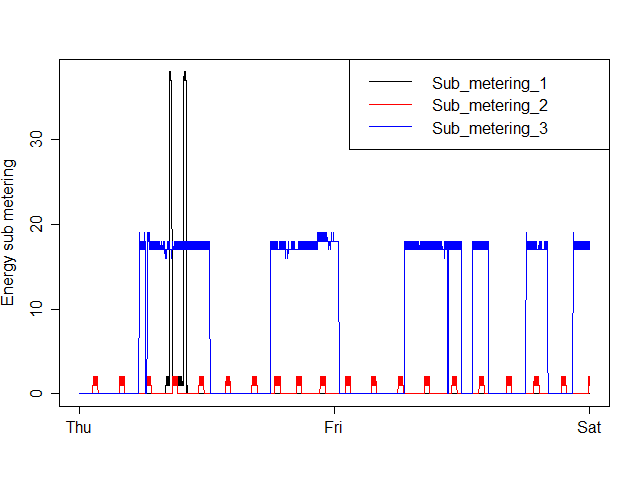 Sub_metering_1
Sub_metering_2
Sub_metering_3
Energy sub metering
30
20
10
0
Thu
Fri
Sat